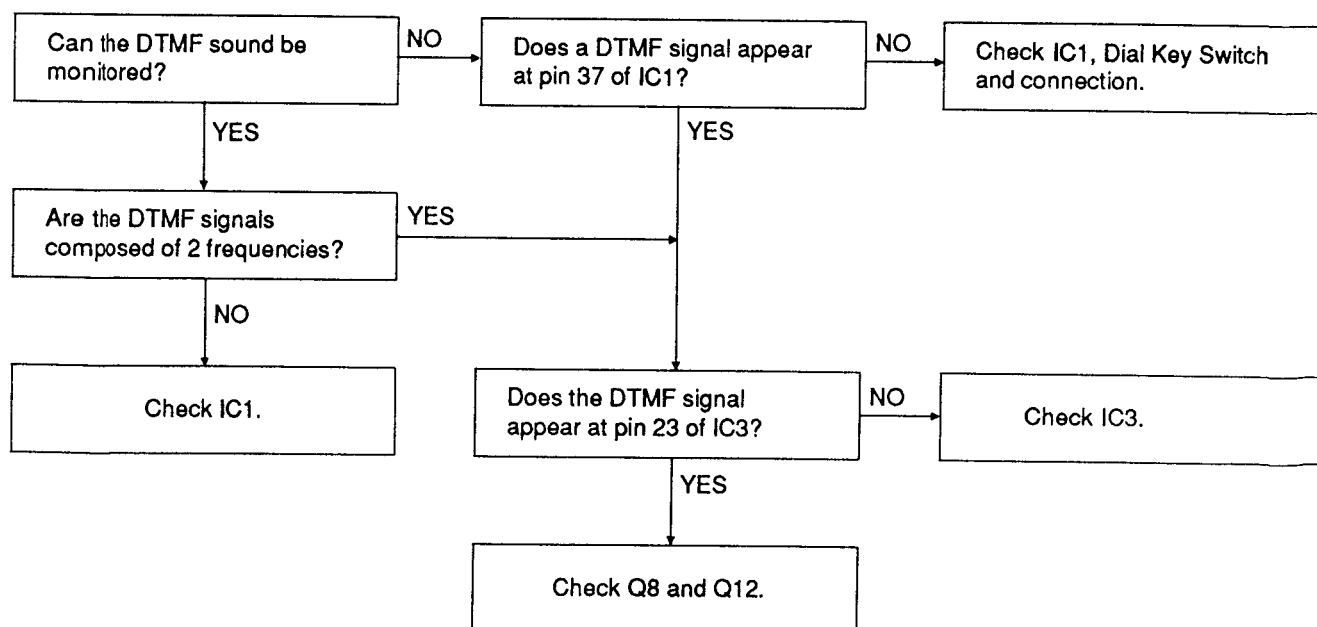 Can the DTMF sound be
monitored?
NO
Does a DTMF signal appear
at pin 37 of IC1?
NO
Check IC1, Dial Key Switch
and connection.
YES
YES
Are the DTMF signals
composed of 2 frequencies?
YES
NO
Check IC1.
Does the DTMF signal
appear at pin 23 of IC3?
NO
Check IC3.
YES
Check Q8 and Q12.